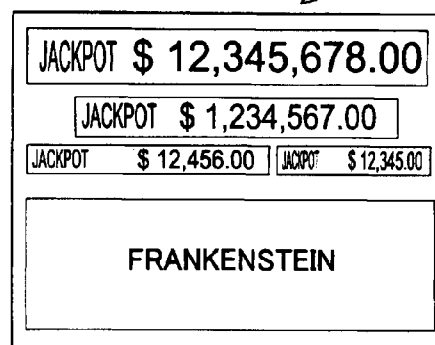 JACKPOT $ 12,345,678.00
JACKPOT $ 1,234,567.00
JACKPOT $ 12,456.00 JACKPOT $ 12,345.00
FRANKENSTEIN